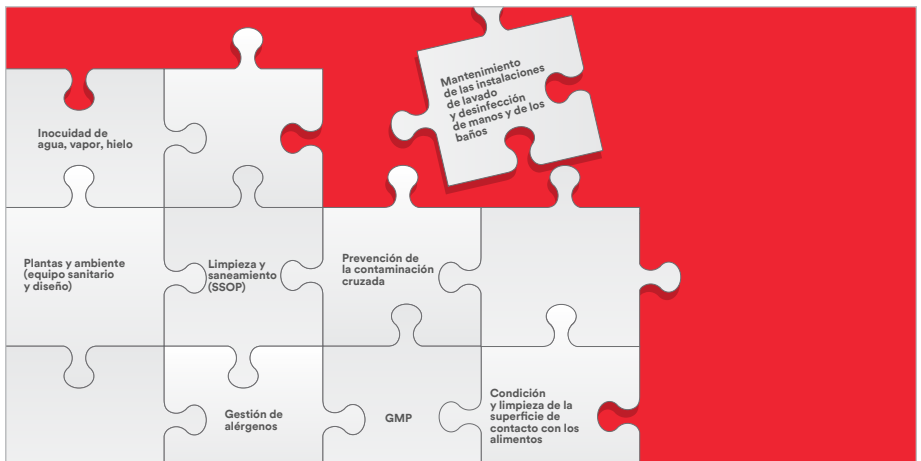 Mantenimiento
de las instalaciones
de lavado
y desinfección
de manos y de los
baños
Inocuidad de
agua, vapor, hielo
Plantas y ambiente
(equipo sanitario
y diseño)
Limpieza y
saneamiento
(SSOP)
Prevención de
la contaminación
cruzada
Gestión de
alérgenos
GMP
Condición
y limpieza de la
superficie de
contacto con los
alimentos